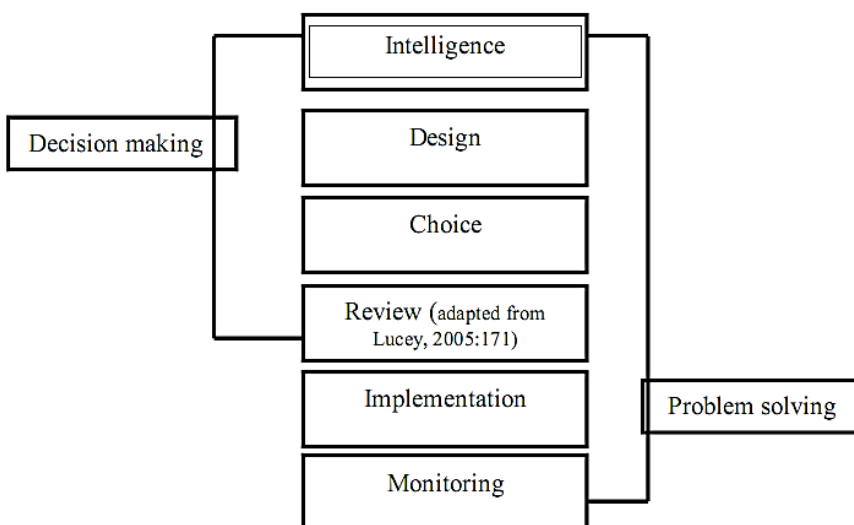 Intelligence
Decision making
Design
Choice
Review (adapted from
Lucey, 2005:171)
Implementation
Problem solving
Monitoring